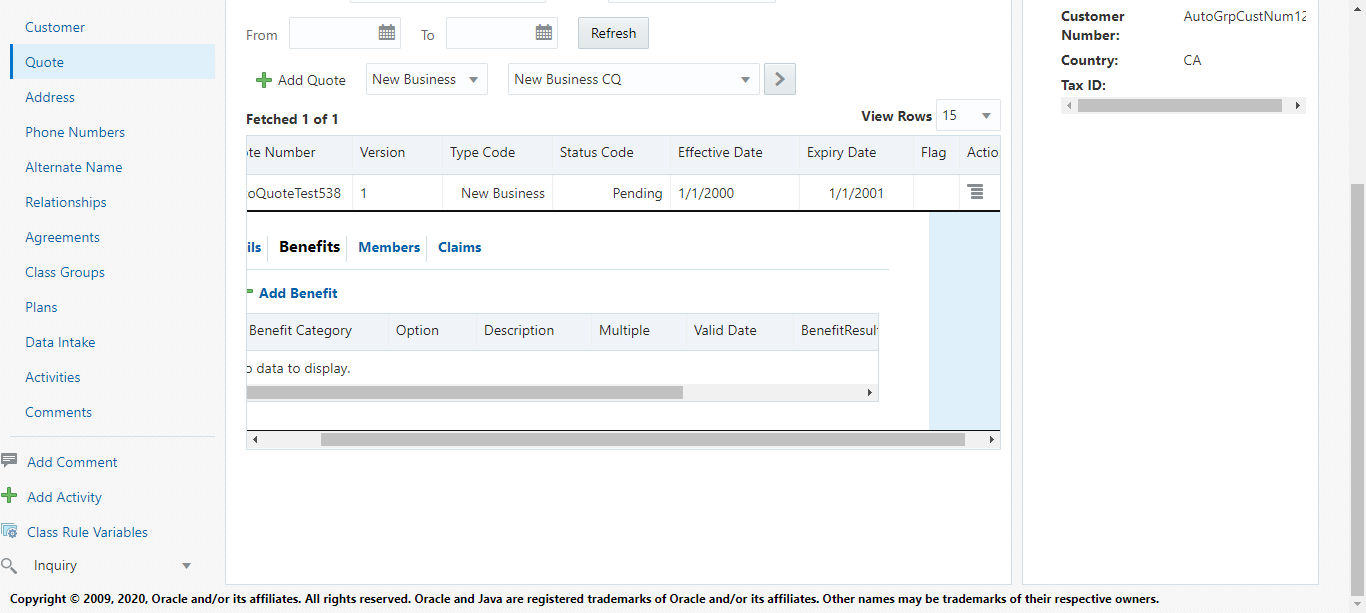 Customer
Quote
Address
Phone Numbers
Alternate Name
Relationships
Agreements
Class Groups
Plans
Data Intake
Activities
Comments
Add Comment
Add Activity
Class Rule Variables
Inquiry
From To Refresh
Add Quote New Business New Business CQ
Fetched 1 of 1 View Rows 15
te Number Version Type Code Status Code Effective Date Expiry Date Flag Actio
oQuoteTest538 1 New Business Pending 1/1/2000 1/1/2001
ils Benefits Members Claims
Add Benefit
Benefit Category Option Description Multiple Valid Date BenefitResult
o data to display.
Customer Number: AutoGrpCustNum12
Country: CA
Tax ID:
Copyright © 2009, 2020, Oracle and/or its affiliates. All rights reserved. Oracle and Java are registered trademarks of Oracle and/or its affiliates. Other names may be trademarks of their respective owners.